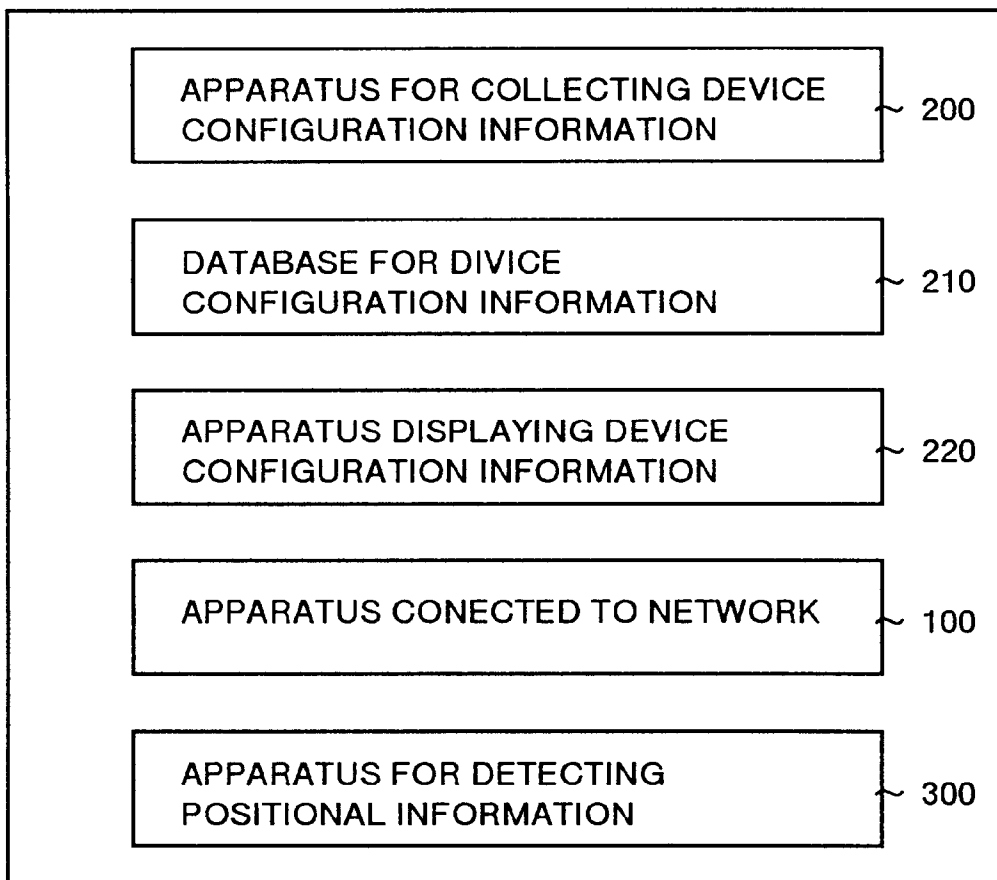 APPARATUS FOR COLLECTING DEVICE
CONFIGURATION INFORMATION
200
DATABASE FOR DIVICE
CONFIGURATION INFORMATION
210
APPARATUS DISPLAYING DEVICE
CONFIGURATION INFORMATION
220
APPARATUS CONECTED TO NETWORK
100
APPARATUS FOR DETECTING
POSITIONAL INFORMATION
300